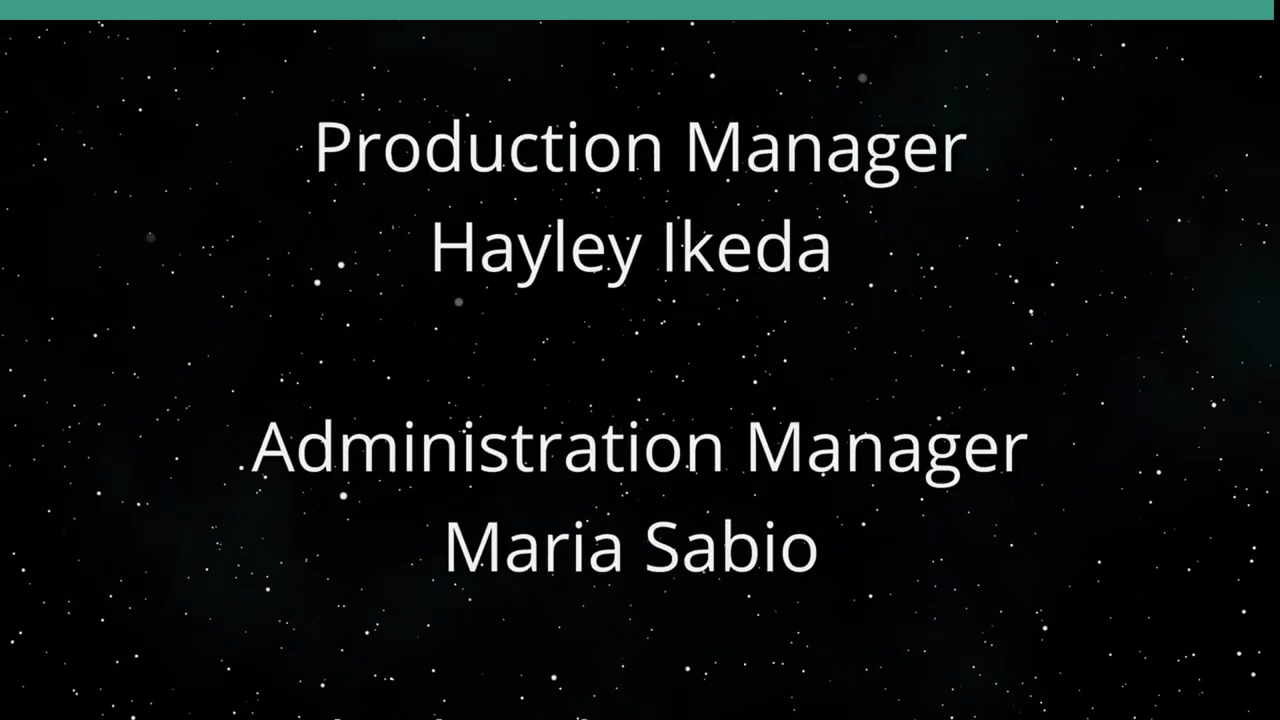 Production Manager
Hayley Ikeda
Administration Manager
Maria Sabio